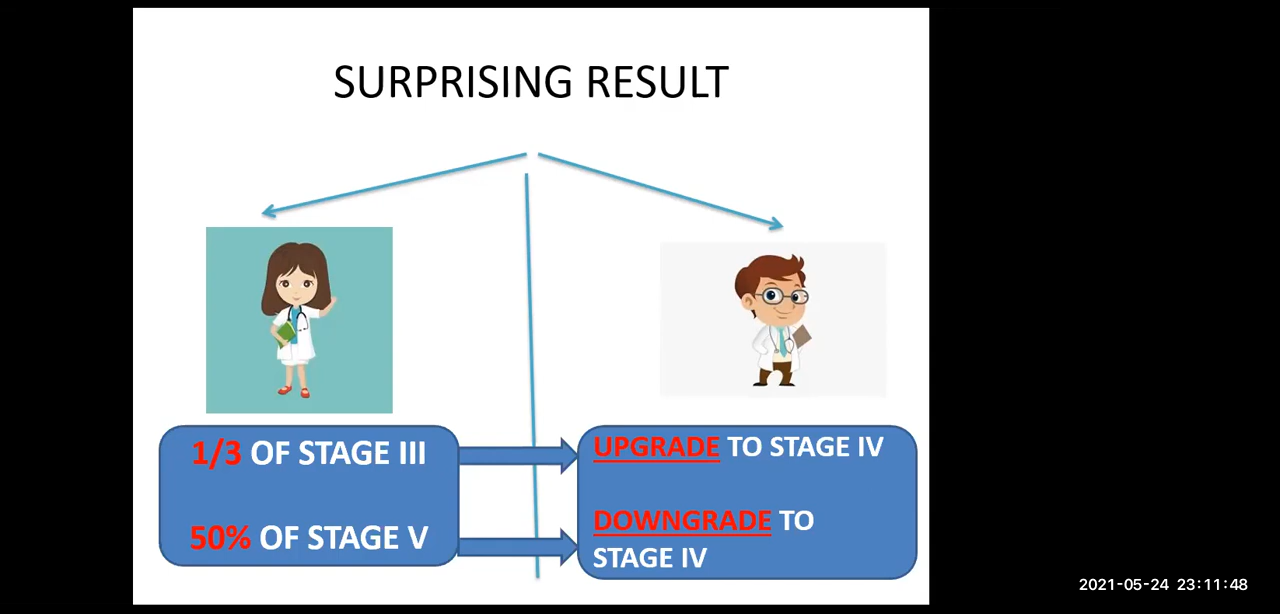 SURPRISING RESULT
1/3 OF STAGE III
50% OF STAGE V
UPGRADE TO STAGE IV
DOWNGRADE TO
STAGE IV
2021-05-24 23:11:48